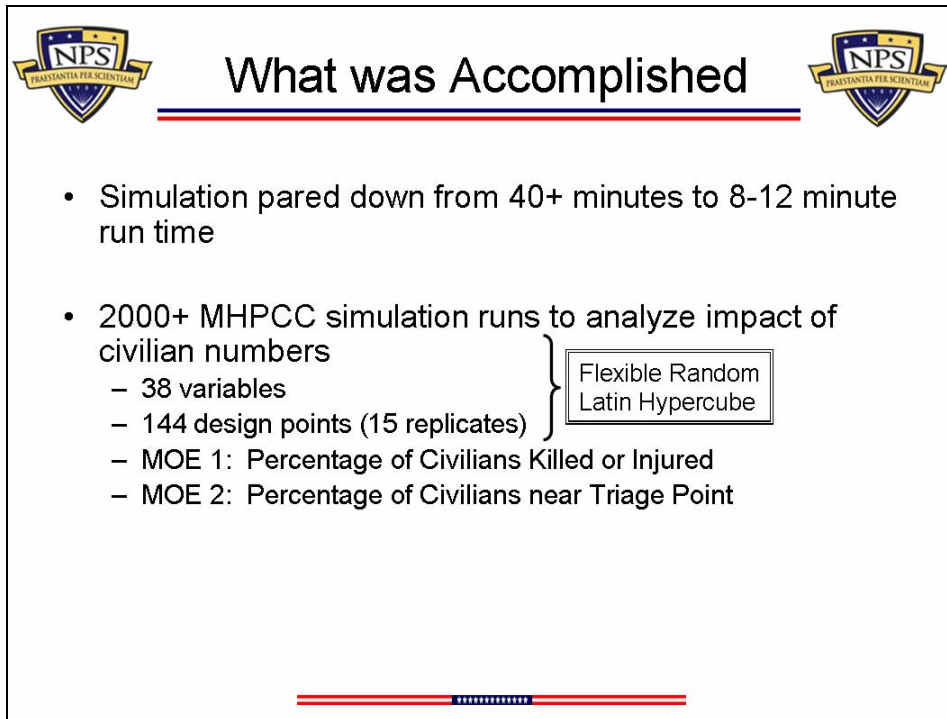 NPS
PRAESTANTIA PER SCIENTIAM
What was Accomplished
NPS
PRAESTANTIA PER SCIENTIAM
• Simulation pared down from 40+ minutes to 8-12 minute
run time
• 2000+ MHPCC simulation runs to analyze impact of
civilian numbers
– 38 variables
– 144 design points (15 replicates)
Flexible Random
Latin Hypercube
– MOE 1: Percentage of Civilians Killed or Injured
– MOE 2: Percentage of Civilians near Triage Point